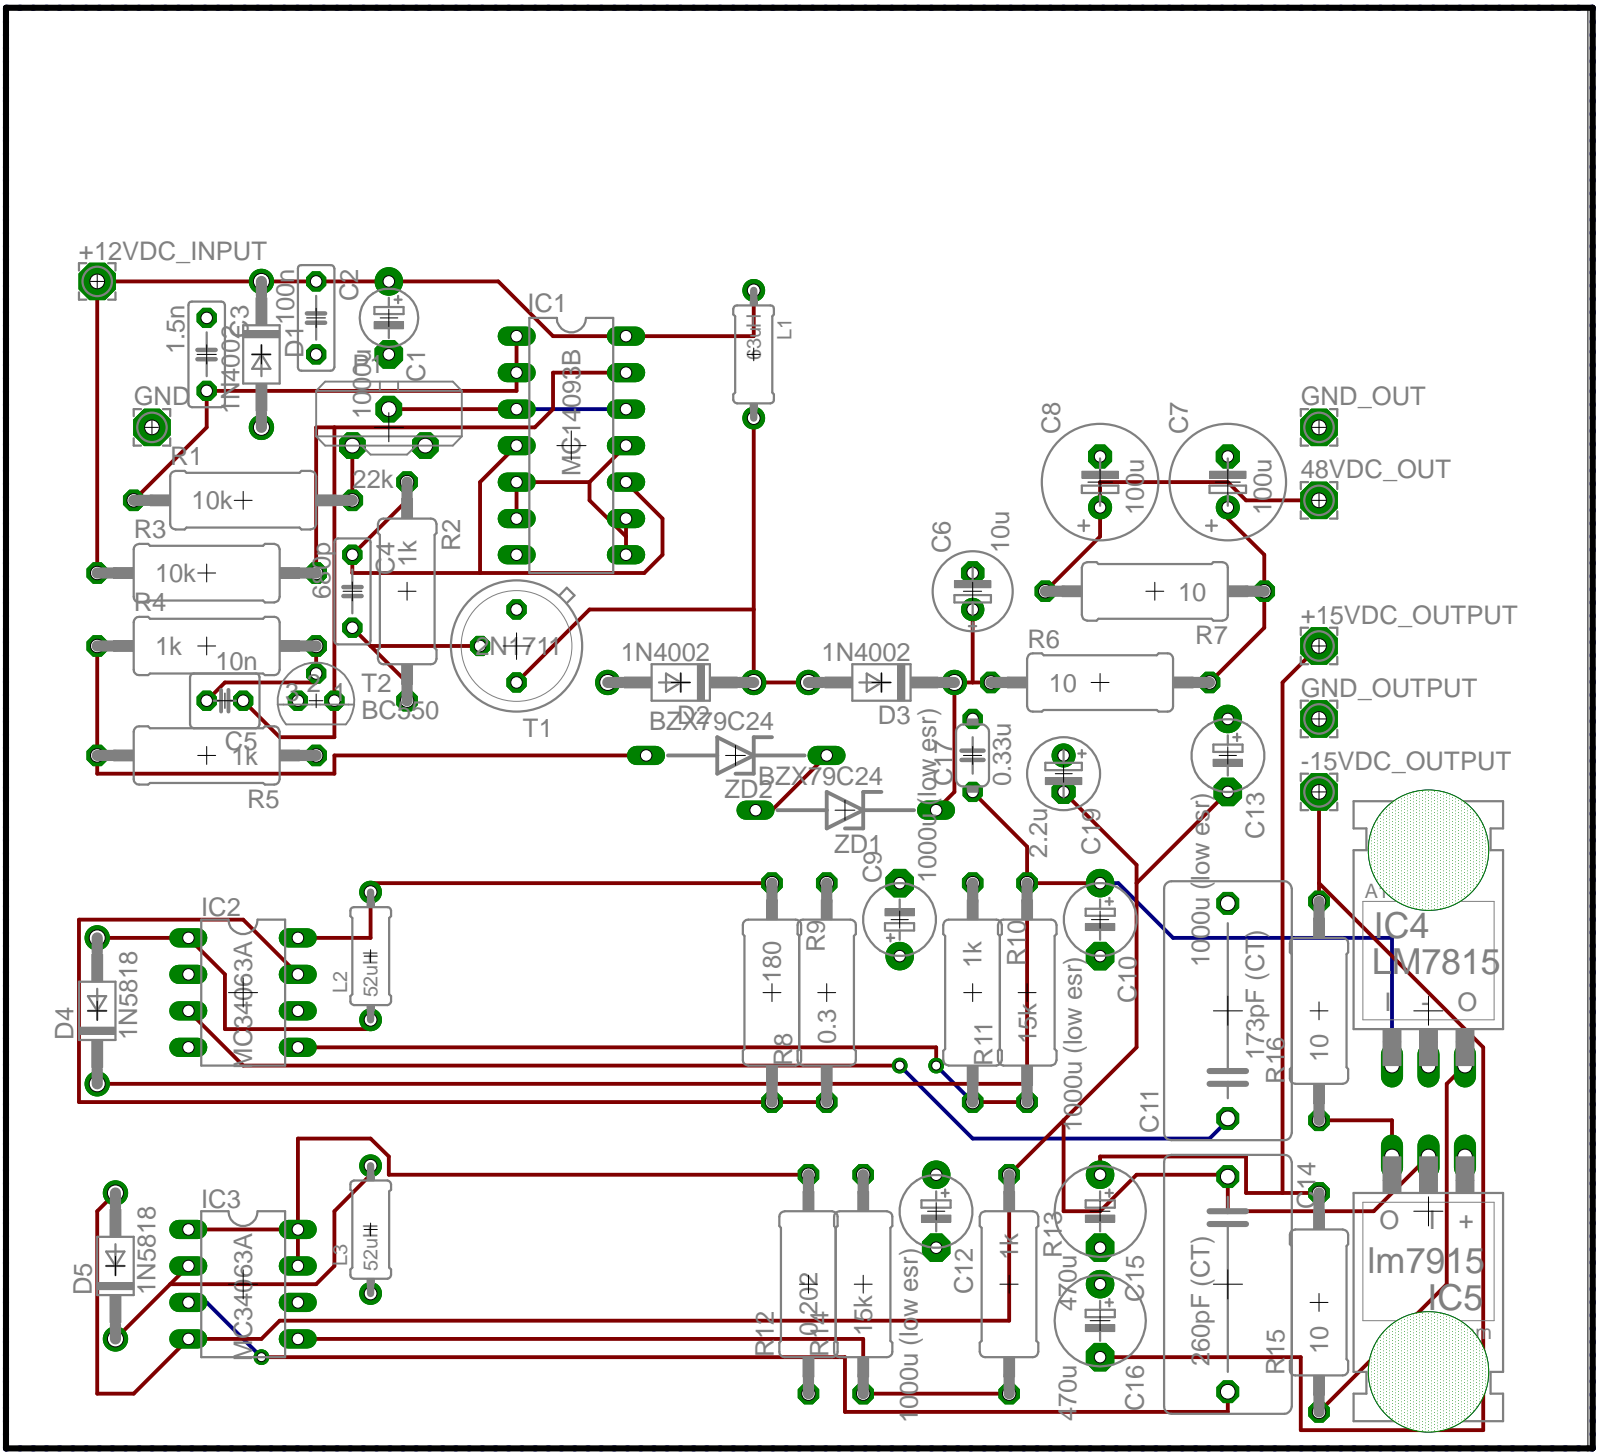 +12VDC_INPUT
1.5n
C3
1N4002
D1
100n
C2
1000u
C1
R1
22k
GND
IC1
MC14093B
63uH
L1
R1
10k
R3
10k
R4
1k
10n
C5
1k
R5
680p
C4
1k
R2
2N1711
T1
3
2
1
T2
BC550
1N4002
D2
1N4002
D3
BZX79C24
ZD2
BZX79C24
ZD1
C6
10u
C8
100u
C7
100u
GND_OUT
48VDC_OUT
10
R7
R6
10
+15VDC_OUTPUT
GND_OUTPUT
-15VDC_OUTPUT
C17
0.33u
2.2u
C19
1000u (low esr)
C13
C9
1000u (low esr)
IC2
MC34063A
D4
1N5818
L2
52uH
180
R8
R9
0.3
1k
R11
R10
15k
1000u (low esr)
C10
173pF (CT)
C11
R16
10
IC4
LM7815
I
-
O
IC3
MC34063A
D5
1N5818
L3
52uH
R12
0.202
R14
15k
1000u (low esr)
C12
1k
R13
470u
C15
470u
C16
260pF (CT)
C14
R15
10
O
I
+
lm7915
IC5